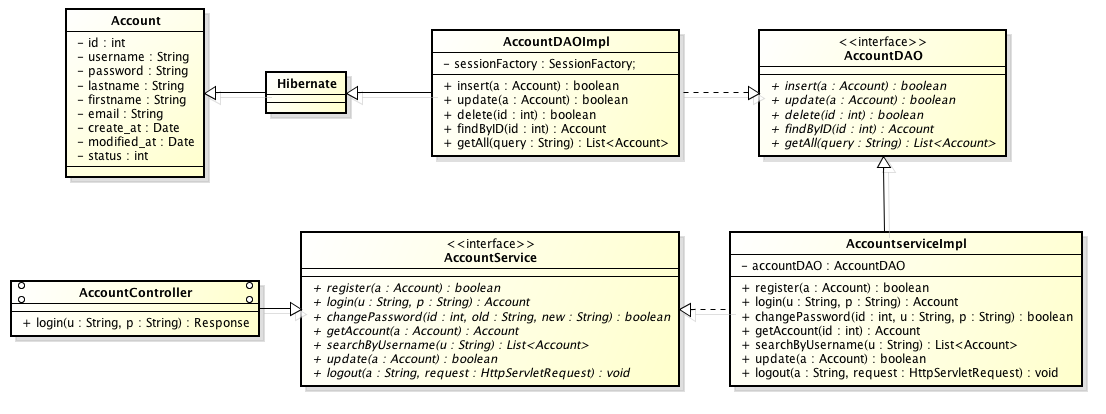 Account
- id : int
- username : String
- password : String
- lastname : String
- firstname : String
- email : String
- create_at : Date
- modified_at : Date
- status : int
Hibernate
AccountDAOImpl
- sessionFactory : SessionFactory;
+ insert(a : Account) : boolean
+ update(a : Account) : boolean
+ delete(id : int) : boolean
+ findByID(id : int) : Account
+ getAll(query : String) : List<Account>
<<interface>>
AccountDAO
+ insert(a : Account) : boolean
+ update(a : Account) : boolean
+ delete(id : int) : boolean
+ findByID(id : int) : Account
+ getAll(query : String) : List<Account>
AccountController
+ login(u : String, p : String) : Response
<<interface>>
AccountService
+ register(a : Account) : boolean
+ login(u : String, p : String) : Account
+ changePassword(id : int, old : String, new : String) : boolean
+ getAccount(a : Account) : Account
+ searchByUsername(u : String) : List<Account>
+ update(a : Account) : boolean
+ logout(a : String, request : HttpServletRequest) : void
AccountserviceImpl
- accountDAO : AccountDAO
+ register(a : Account) : boolean
+ login(u : String, p : String) : Account
+ changePassword(id : int, u : String, p : String) : boolean
+ getAccount(id : int) : Account
+ searchByUsername(u : String) : List<Account>
+ update(a : Account) : boolean
+ logout(a : String, request : HttpServletRequest) : void